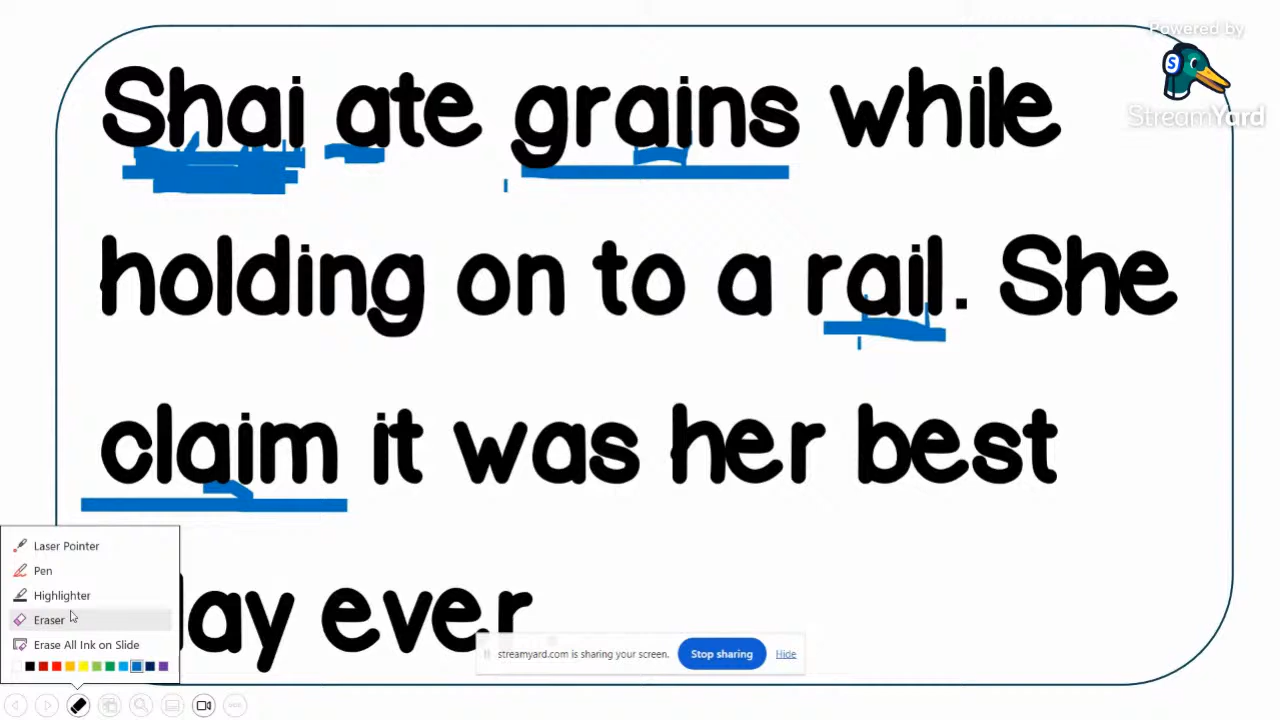 Powered by
StreamYard
Shai ate grains while
holding on to a rail. She
claim it was her best
ay ever
Laser Pointer
Pen
Highlighter
Eraser
Erase All Ink on Slide
streamyard.com is sharing your screen.
Stop sharing
Hide